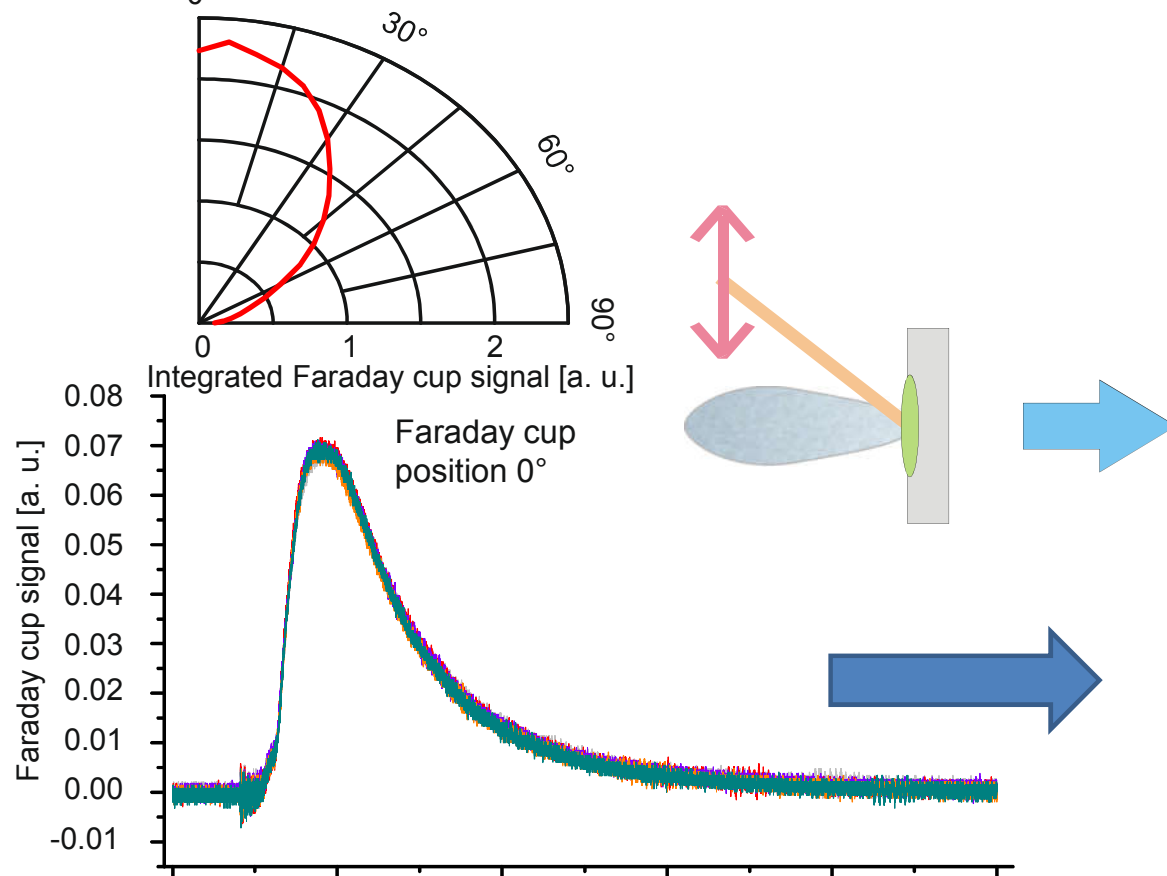 30°
60°
90°
0 1 2
Integrated Faraday cup signal [a. u.]
Faraday cup
position 0°
Faraday cup signal [a. u.]
0.08
0.07
0.06
0.05
0.04
0.03
0.02
0.01
0.00
-0.01